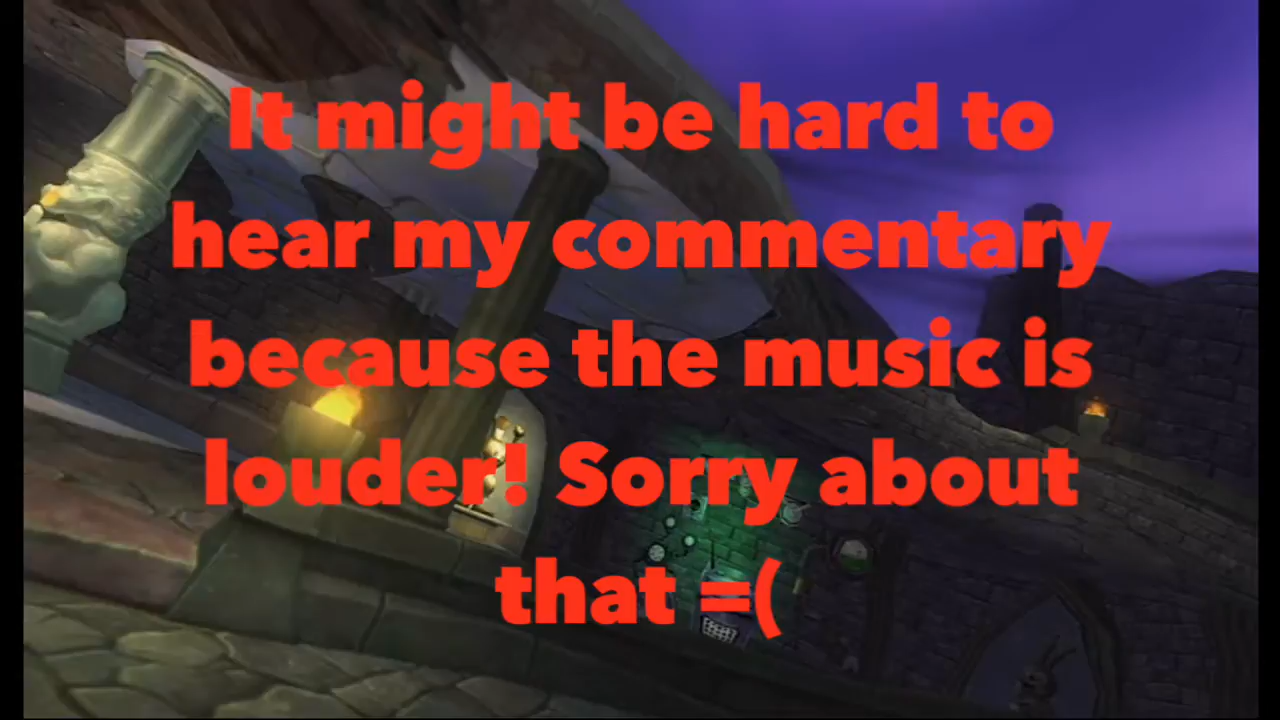 It might be hard to
hear my commentary
because the music is
louder! Sorry about
that =(